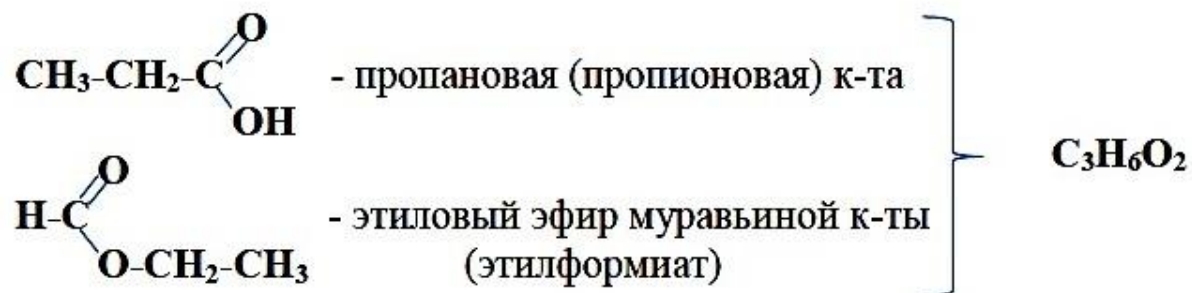 O
CH₃-CH₂-C - пропановая (пропионовая) к-та
OH
C₃H₆O₂
O
H-C - этиловый эфир муравьиной к-ты
O-CH₂-CH₃ (этилформиат)